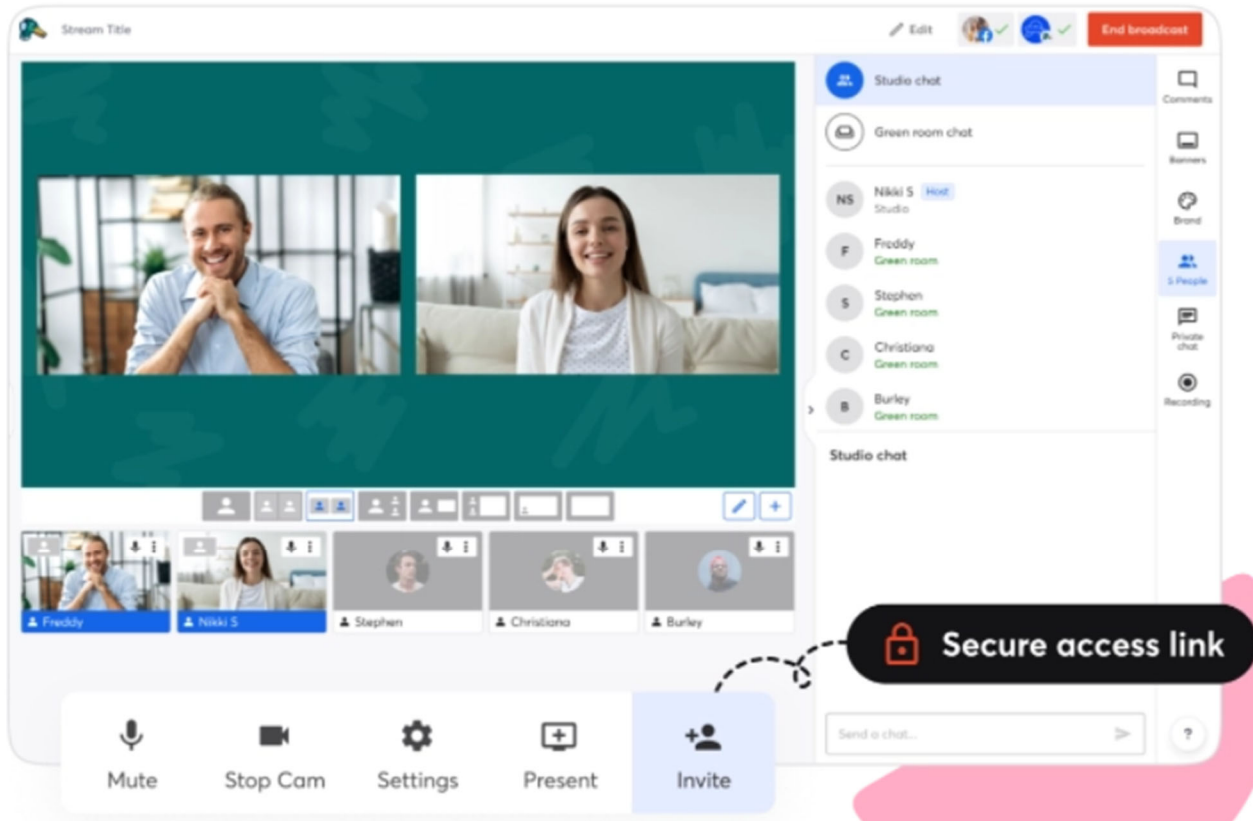 Stream Title
Edit
End broadcast
Studio chat
Green room chat
NS
Nikki S Host
Studio
F
Freddy
Green room
S
Stephen
Green room
C
Christiana
Green room
B
Burley
Green room
Studio chat
Comments
Banners
Brand
5 People
Private
chat
Recording
Freddy
Nikki S
Stephen
Christiana
Burley
Secure access link
Send a chat...
?
Mute
Stop Cam
Settings
Present
Invite